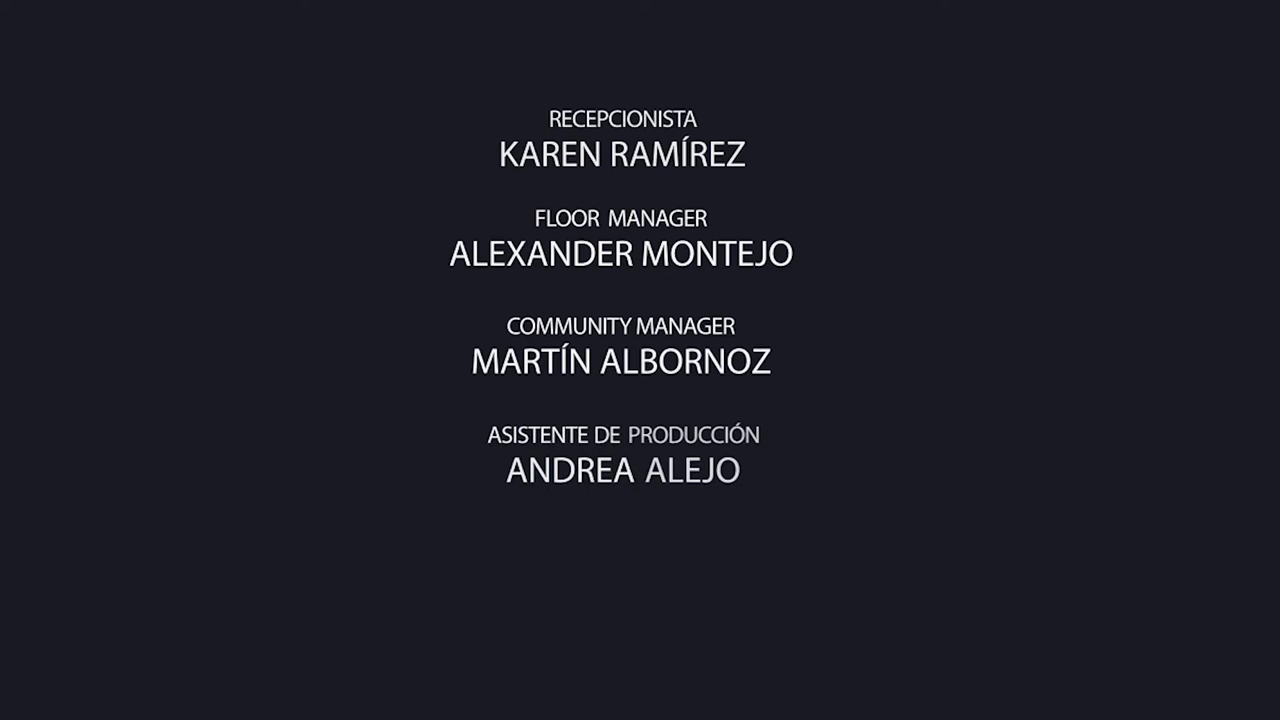 RECEPCIONISTA
KAREN RAMÍREZ
FLOOR MANAGER
ALEXANDER MONTEJO
COMMUNITY MANAGER
MARTÍN ALBORNOZ
ASISTENTE DE PRODUCCIÓN
ANDREA ALEJO